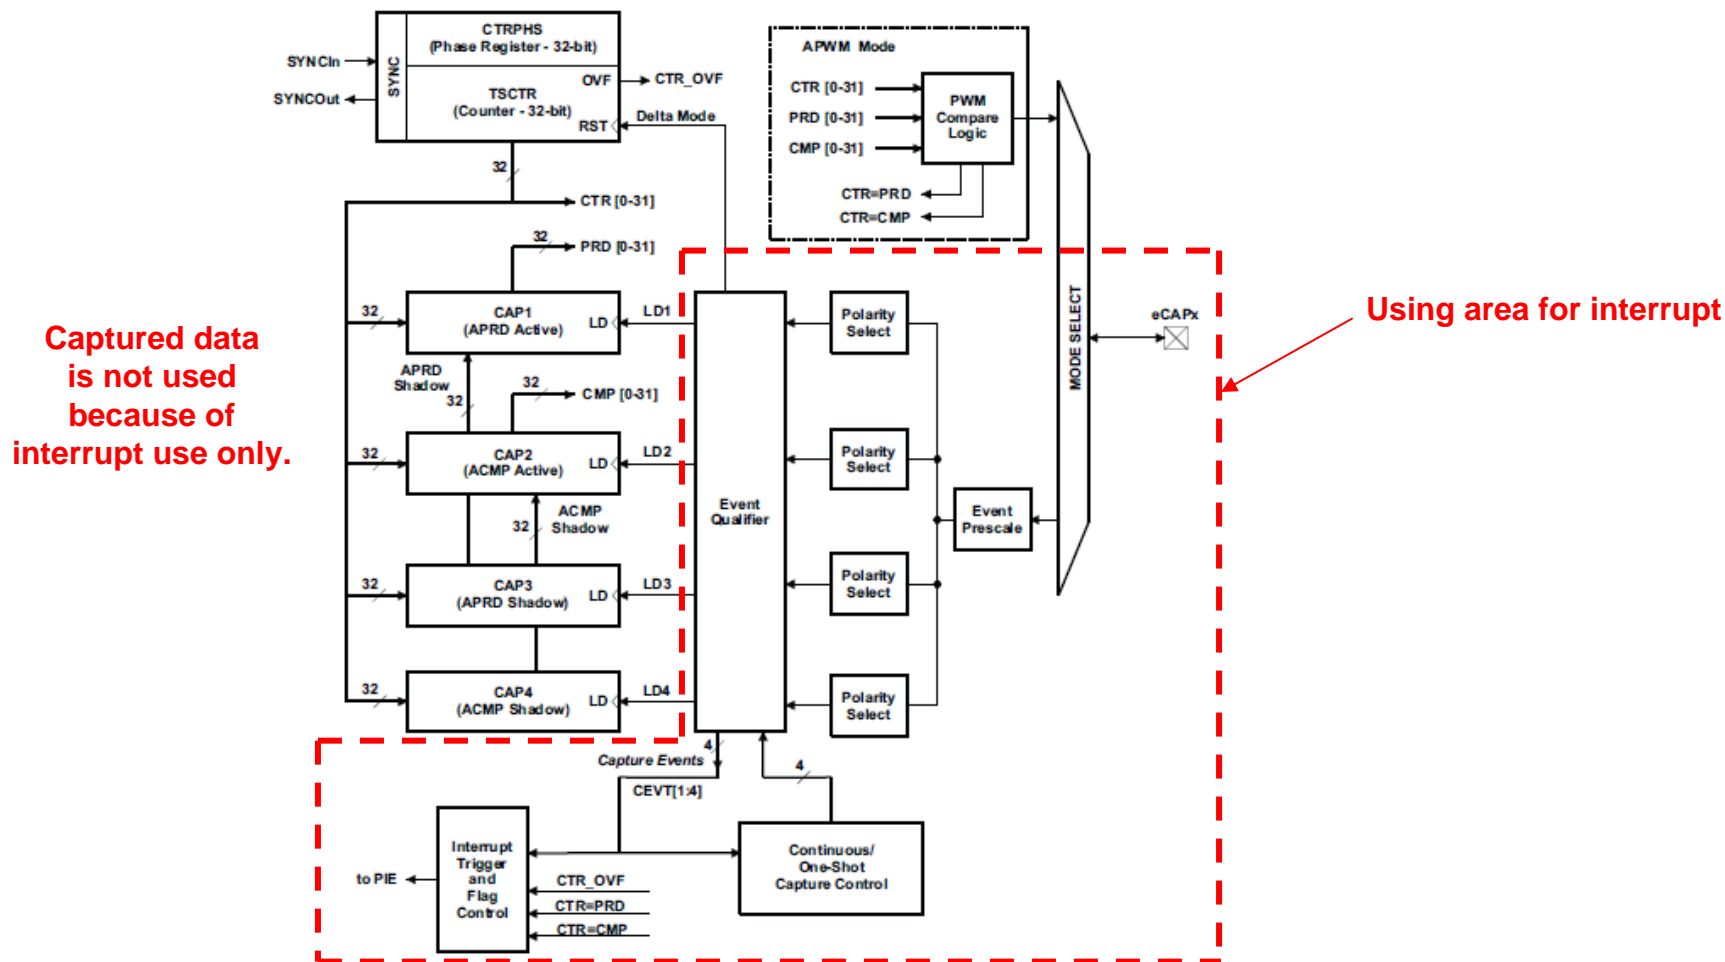 CTRPHS
(Phase Register - 32-bit)
SYNC
SYNCIn
SYNCOut
OVF
CTR_OVF
TSCTR
(Counter - 32-bit)
RST
Delta Mode
APWM Mode
CTR [0-31]
PRD [0-31]
CMP [0-31]
PWM
Compare
Logic
CTR=PRD
CTR=CMP
32
CTR [0-31]
32
PRD [0-31]
32
CAP1
(APRD Active)
LD
LD1
Polarity
Select
MODE SELECT
eCAPx
Using area for interrupt
Captured data
is not used
because of
interrupt use only.
APRD
Shadow
32
32
CMP [0-31]
32
CAP2
(ACMP Active)
LD
LD2
Polarity
Select
32
ACMP
Shadow
Event
Qualifier
Event
Prescale
32
CAP3
(APRD Shadow)
LD
LD3
Polarity
Select
32
CAP4
(ACMP Shadow)
LD
LD4
Polarity
Select
4
Capture Events
CEVT[1:4]
4
Interrupt
Trigger
and
Flag
Control
to PIE
CTR_OVF
CTR=PRD
CTR=CMP
Continuous/
One-Shot
Capture Control